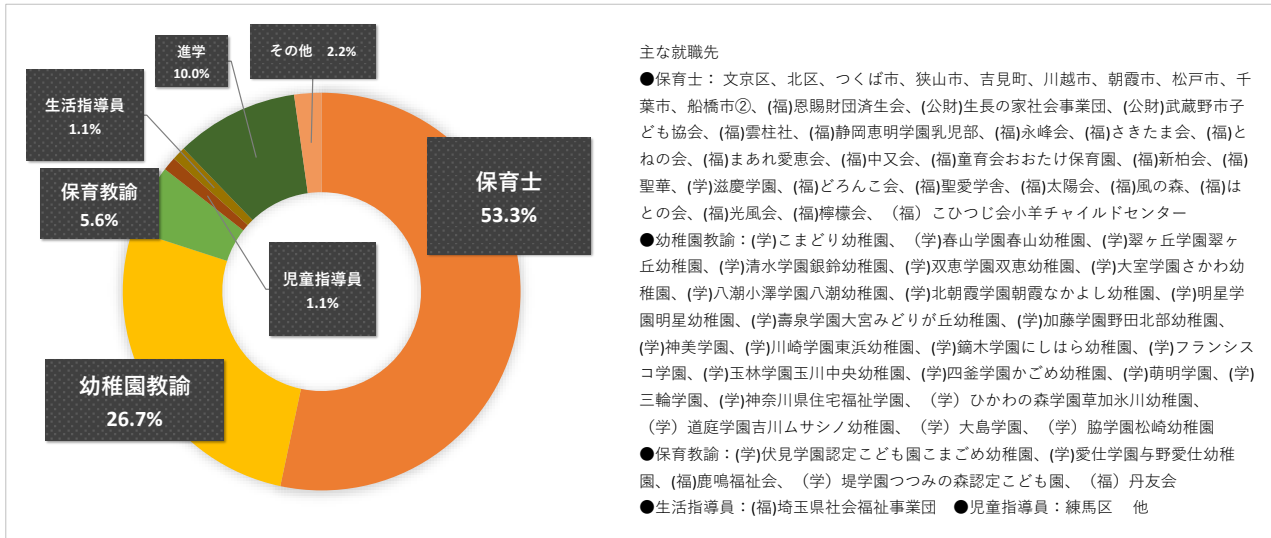 進学
10.0%
その他 2.2%
生活指導員
1.1%
保育教諭
5.6%
保育士
53.3%
児童指導員
1.1%
幼稚園教諭
26.7%
主な就職先
●保育士： 文京区、北区、つくば市、狭山市、吉見町、川越市、朝霞市、松戸市、千
葉市、船橋市②、(福)恩賜財団済生会、(公財)生長の家社会事業団、(公財)武蔵野市子
ども協会、(福)雲柱社、(福)静岡恵明学園乳児部、(福)永峰会、(福)さきたま会、(福)と
ねの会、(福)まあれ愛恵会、(福)中又会、(福)童育会おおたけ保育園、(福)新柏会、(福)
聖華、(学)滋慶学園、(福)どろんこ会、(福)聖愛学舎、(福)太陽会、(福)風の森、(福)は
との会、(福)光風会、(福)檸檬会、（福）こひつじ会小羊チャイルドセンター
●幼稚園教諭：(学)こまどり幼稚園、（学)春山学園春山幼稚園、(学)翠ヶ丘学園翠ヶ
丘幼稚園、(学)清水学園銀鈴幼稚園、(学)双恵学園双恵幼稚園、(学)大室学園さかわ幼
稚園、(学)八潮小澤学園八潮幼稚園、(学)北朝霞学園朝霞なかよし幼稚園、(学)明星学
園明星幼稚園、(学)壽泉学園大宮みどりが丘幼稚園、(学)加藤学園野田北部幼稚園、
(学)神美学園、(学)川崎学園東浜幼稚園、(学)鏑木学園にしはら幼稚園、(学)フランシス
コ学園、(学)玉林学園玉川中央幼稚園、(学)四釜学園かごめ幼稚園、(学)萌明学園、(学)
三輪学園、(学)神奈川県住宅福祉学園、（学）ひかわの森学園草加氷川幼稚園、
（学）道庭学園吉川ムサシノ幼稚園、（学）大島学園、（学）脇学園松崎幼稚園
●保育教諭：(学)伏見学園認定こども園こまごめ幼稚園、(学)愛仕学園与野愛仕幼稚
園、(福)鹿鳴福祉会、（学）堤学園つつみの森認定こども園、（福）丹友会
●生活指導員：(福)埼玉県社会福祉事業団 ●児童指導員：練馬区 他